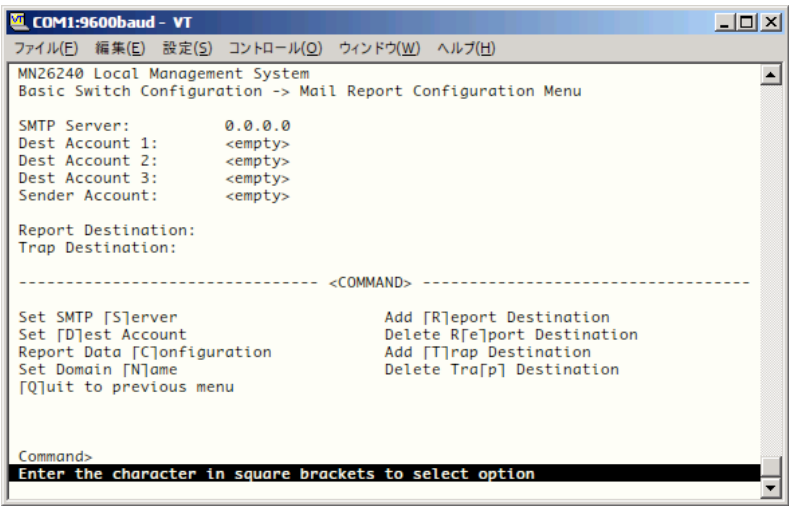 COM1:9600baud - VT
ファイル(F) 編集(E) 設定(S) コントロール(O) ウィンドウ(W) ヘルプ(H)
MN26240 Local Management System
Basic Switch Configuration -> Mail Report Configuration Menu
SMTP Server: 0.0.0.0
Dest Account 1: <empty>
Dest Account 2: <empty>
Dest Account 3: <empty>
Sender Account: <empty>
Report Destination:
Trap Destination:
-------------------------------- <COMMAND> -----------------------------------
Set SMTP [S]erver Add [R]eport Destination
Set [D]est Account Delete R[e]port Destination
Report Data [C]onfiguration Add [T]rap Destination
Set Domain [N]ame Delete Tra[p] Destination
[Q]uit to previous menu
Command>
Enter the character in square brackets to select option